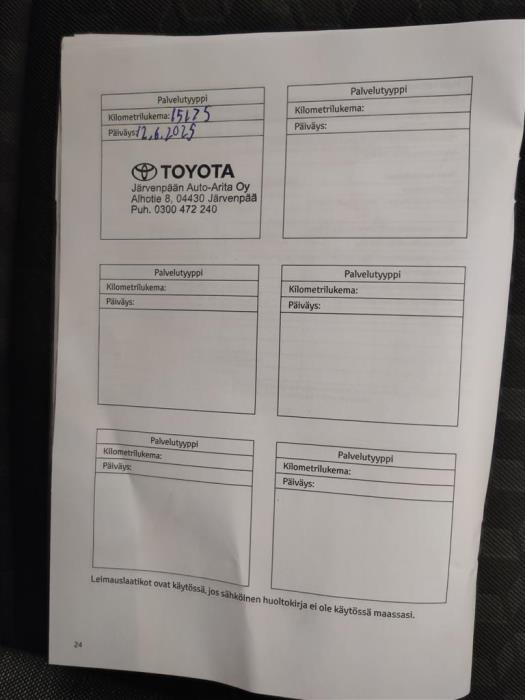 Palvelutyyppi
Kilometrilukema: 15175
Päiväys: 12.6.2025
TOYOTA
Järvenpään Auto-Arita Oy
Alhotie 8, 04430 Järvenpää
Puh. 0300 472 240
Palvelutyyppi
Kilometrilukema:
Päiväys:
Palvelutyyppi
Kilometrilukema:
Päiväys:
Palvelutyyppi
Kilometrilukema:
Päiväys:
Palvelutyyppi
Kilometrilukema:
Päiväys:
Palvelutyyppi
Kilometrilukema:
Päiväys:
Leimauslaatikot ovat käytössä, jos sähköinen huoltokirja ei ole käytössä maassasi.
24